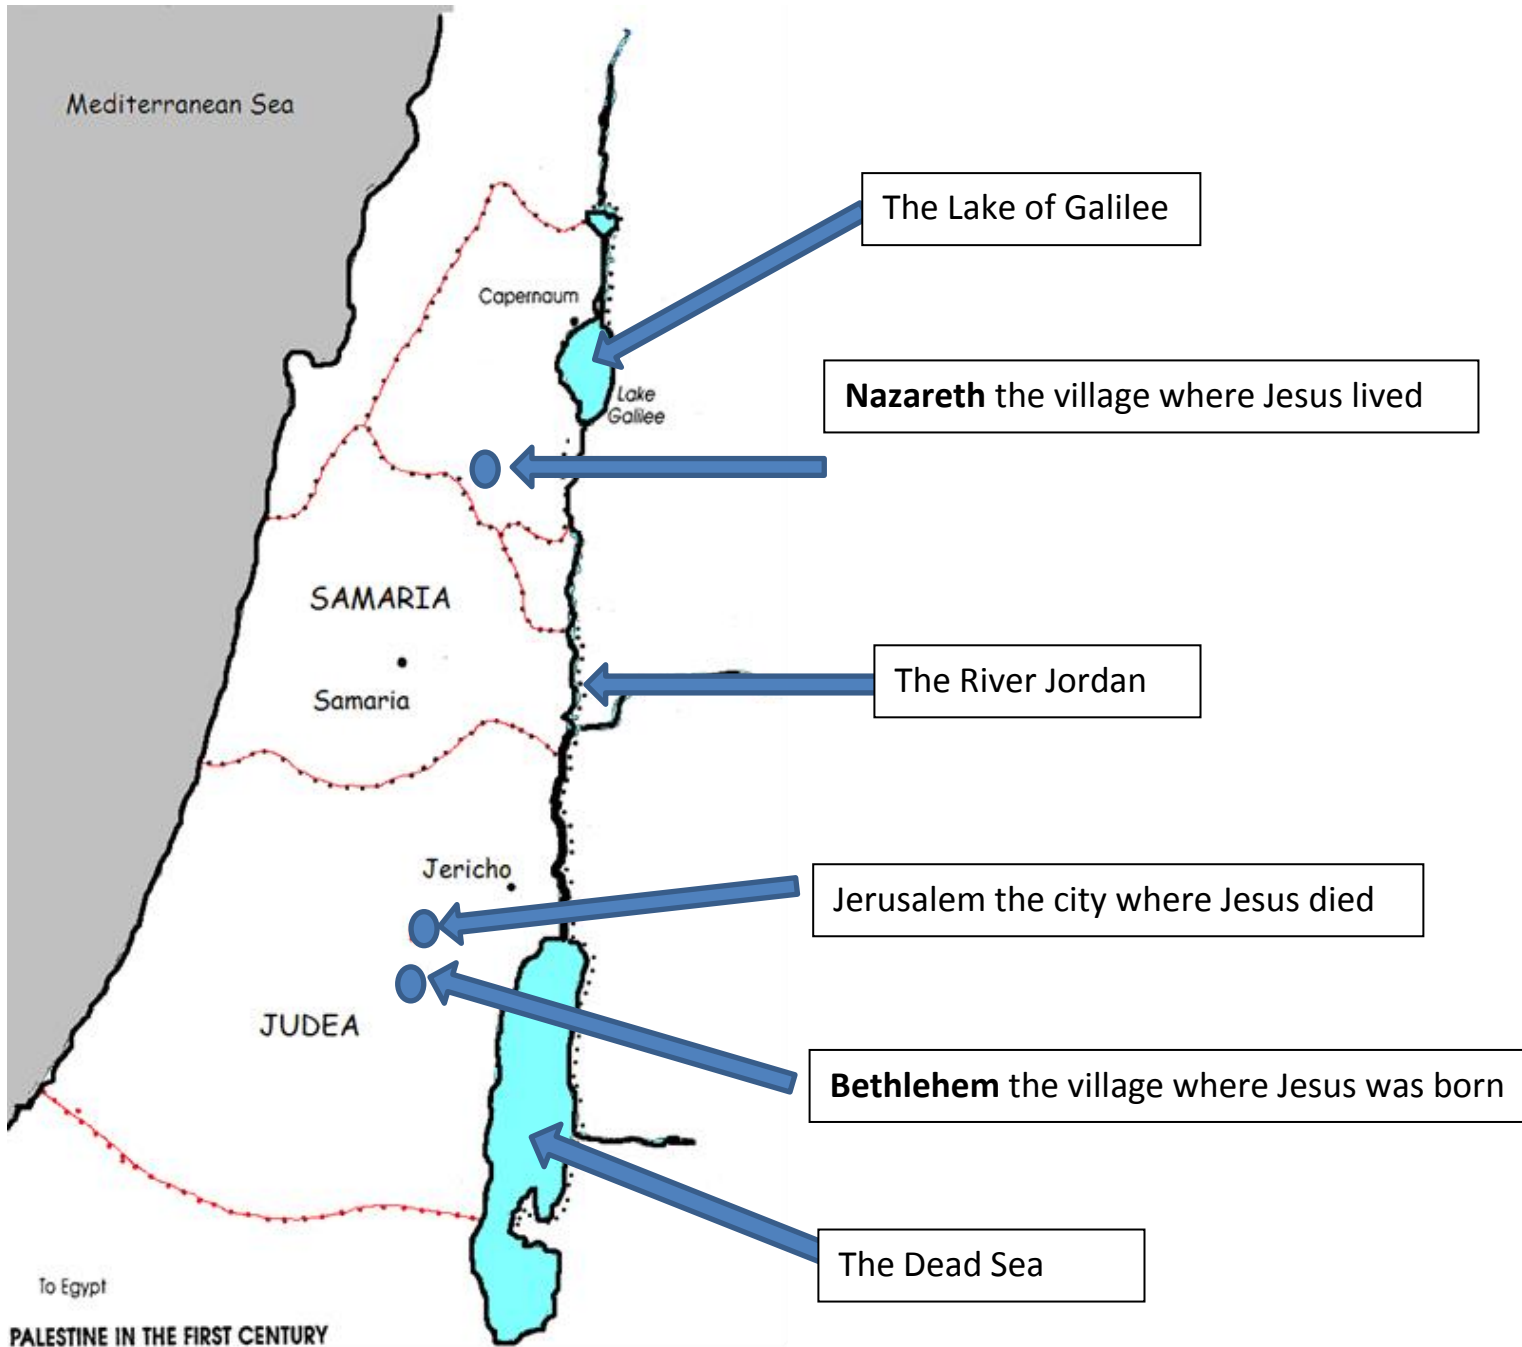 Mediterranean Sea
The Lake of Galilee
Capernaum
Lake
Galilee
Nazareth the village where Jesus lived
SAMARIA
Samaria
The River Jordan
Jericho
Jerusalem the city where Jesus died
JUDEA
Bethlehem the village where Jesus was born
The Dead Sea
To Egypt
PALESTINE IN THE FIRST CENTURY